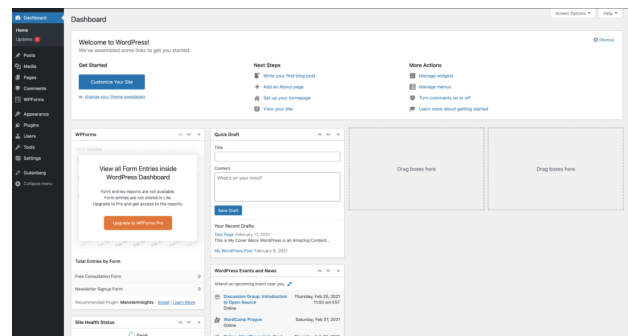 Dashboard
Home
Updates 1
Posts
Media
Pages
Comments
WPForms
Appearance
Plugins
Users
Tools
Settings
Gutenberg
Collapse menu
Dashboard
Screen Options
Help
Welcome to WordPress!
We've assembled some links to get you started:
Dismiss
Get Started
Customize Your Site
or, change your theme completely
Next Steps
Write your first blog post
Add an About page
Set up your homepage
View your site
More Actions
Manage widgets
Manage menus
Turn comments on or off
Learn more about getting started
WPForms
View all Form Entries inside
WordPress Dashboard
Form entries reports are not available.
Form entries are not stored in Lite.
Upgrade to Pro and get access to the reports.
Upgrade to WPForms Pro
Total Entries by Form
Free Consultation Form 0
Newsletter Signup Form 0
Recommended Plugin: MonsterInsights - Install | Learn More
Site Health Status
Good
Quick Draft
Title
Content
What's on your mind?
Save Draft
Your Recent Drafts
Test Page February 17, 2021
This is My Cover Block WordPress is an Amazing Content...
My WordPress Post February 9, 2021
WordPress Events and News
Attend an upcoming event near you.
Discussion Group: Introduction Thursday, Feb 25, 2021
to Open-Source 11:00 am EST
Online
WordCamp Prague Saturday, Feb 27, 2021
Online
Drag boxes here
Drag boxes here